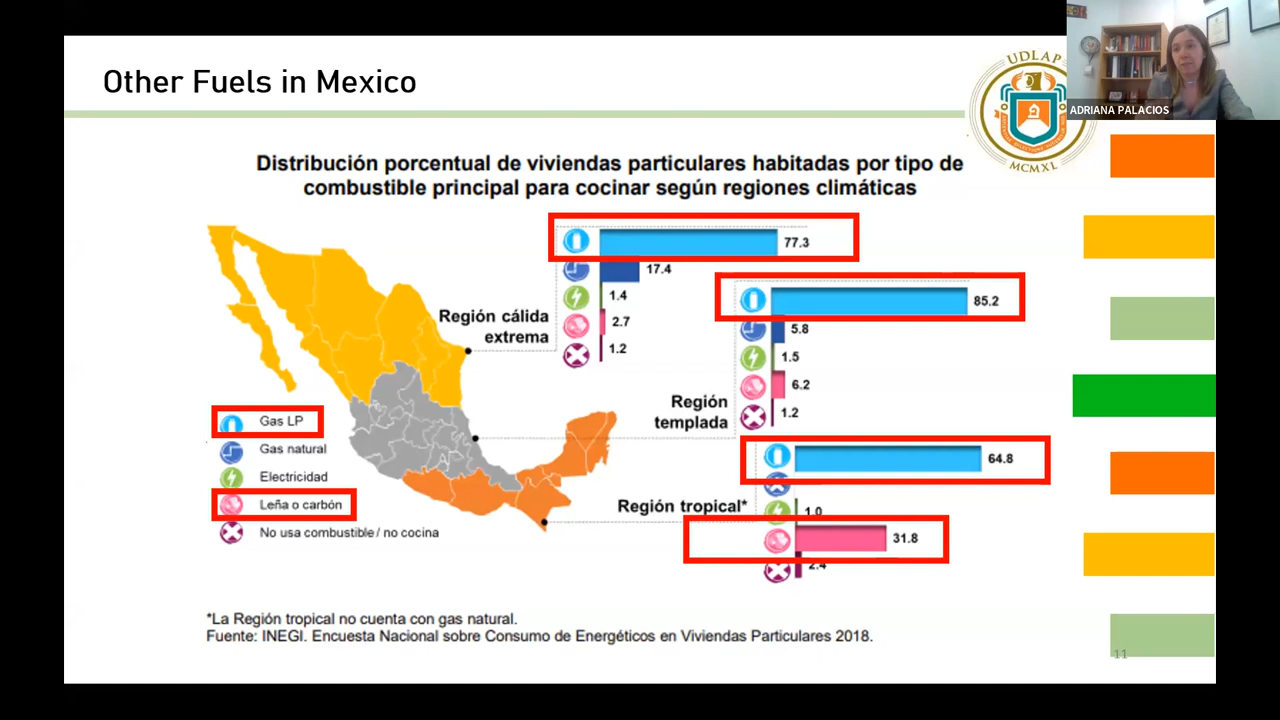 Other Fuels in Mexico
UDLAP
MCMXL
ADRIANA PALACIOS
Distribución porcentual de viviendas particulares habitadas por tipo de
combustible principal para cocinar según regiones climáticas
77.3
17.4
1.4
2.7
1.2
Región cálida
extrema
85.2
5.8
1.5
6.2
1.2
Región
templada
64.8
1.0
31.8
2.4
Región tropical*
Gas LP
Gas natural
Electricidad
Leña o carbón
No usa combustible / no cocina
*La Región tropical no cuenta con gas natural.
Fuente: INEGI. Encuesta Nacional sobre Consumo de Energéticos en Viviendas Particulares 2018.
11